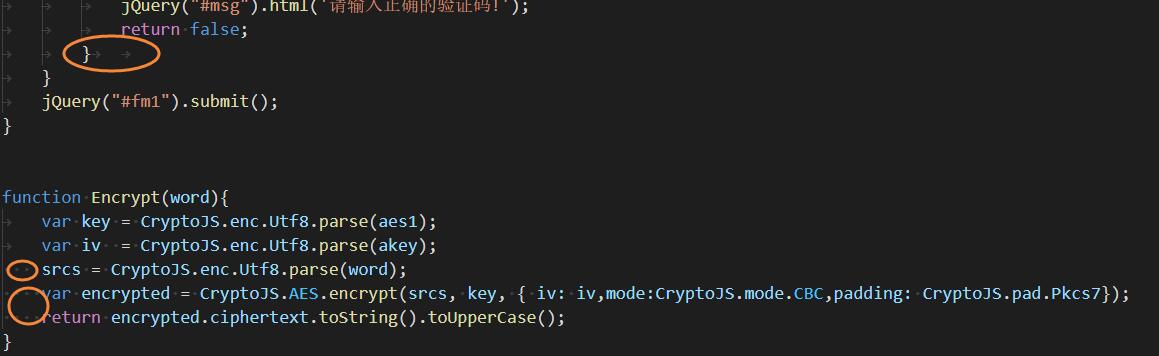 jQuery("#msg").html('请输入正确的验证码!');
return false;
}
}
jQuery("#fm1").submit();
}
function Encrypt(word){
var key = CryptoJS.enc.Utf8.parse(aes1);
var iv  = CryptoJS.enc.Utf8.parse(akey);
srcs = CryptoJS.enc.Utf8.parse(word);
var encrypted = CryptoJS.AES.encrypt(srcs, key, { iv: iv,mode:CryptoJS.mode.CBC,padding: CryptoJS.pad.Pkcs7});
return encrypted.ciphertext.toString().toUpperCase();
}